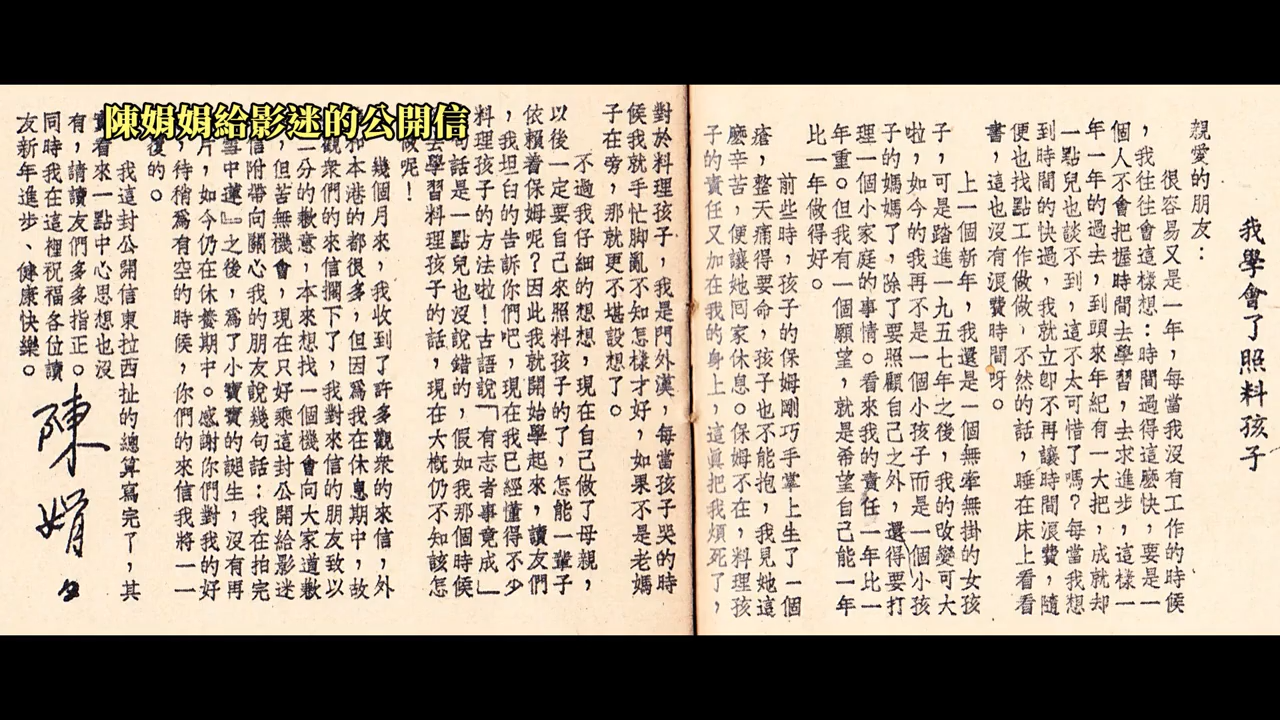 陳娟娟給影迷的公開信
我學會了照料孩子
親愛的朋友：
很容易又是一年，每當我沒有工作的時候
，我往往會這樣想：時間過得這麼快，要是一
個人不會把握時間去學習，去求進步，這樣一
年一年的過去，到頭來年紀有一大把，成就却
一點兒也談不到，這不太可惜了嗎？每當我想
到時間的快過，我就立卽不再讓時間浪費，隨
便也找點工作做做，不然的話，睡在床上看看
書，這也沒有浪費時間呀。
上一個新年，我還是一個無牽無掛的女孩
子，可是踏進一九五七年之後，我的改變可大
啦，如今的我再不是一個小孩子而是一個小孩
子的媽媽了，除了要照顧自己之外，還得要打
理一個小家庭的事情。看來我的責任一年比一
年重。但我有一個願望，就是希望自己能一年
比一年做得好。
前些時，孩子的保姆剛巧手掌上生了一個
瘡，整天痛得要命，孩子也不能抱，我見她這
麼辛苦，便讓她回家休息。保姆不在，料理孩
子的責任又加在我的身上，這眞把我煩死了，
對於料理孩子，我是門外漢，每當孩子哭的時
候我就手忙脚亂不知怎樣才好，如果不是老媽
子在旁，那就更不堪設想了。
不過我仔細的想想，現在自己做了母親，
以後一定要自己來照料孩子的了，怎能一輩子
依賴着保姆呢？因此我就開始學起來，讀友們
，我坦白的告訴你們吧，現在我已經懂得不少
料理孩子的方法啦！古語說「有志者事竟成」
句話是一點兒也沒說錯的，假如我那個時候
去學習料理孩子的話，現在大槪仍不知該怎
做呢！
幾個月來，我收到了許多觀衆的來信，外
和本港的都很多，但因爲我在休息期中，故
觀衆們的來信擱下了，我對來信的朋友致以
二分的歉意，本來想找一個機會向大家道歉
，但苦無機會，現在只好乘這封公開給影迷
信附帶向關心我的朋友說幾句話：我在拍完
雪中蓮』之後，爲了小寶寶的誕生，沒有再
片，如今仍在休養期中。感謝你們對我的好
，待稍爲有空的時候，你們的來信我將一一
復的。
我這封公開信東拉西扯的總算寫完了，其
實看來一點中心思想也沒
有，請讀友們多多指正。
同時我在這裡祝福各位讀
友新年進步、健康快樂。
陳娟々